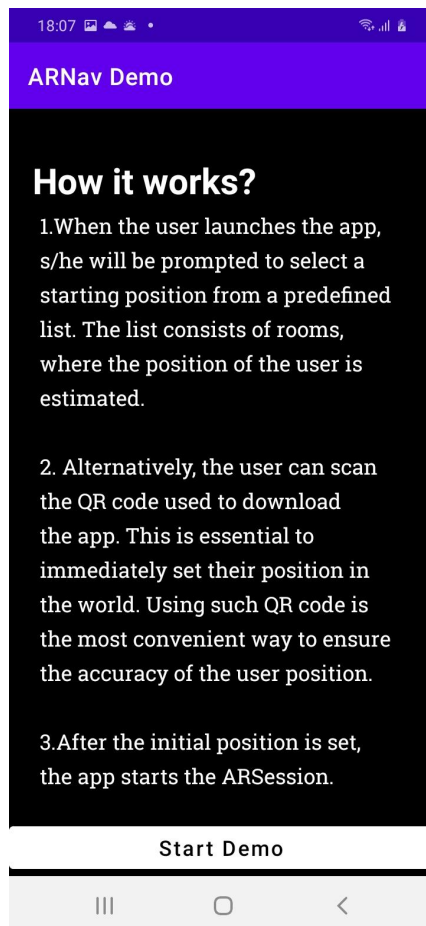 18:07
ARNav Demo
How it works?
1.When the user launches the app,
s/he will be prompted to select a
starting position from a predefined
list. The list consists of rooms,
where the position of the user is
estimated.
2. Alternatively, the user can scan
the QR code used to download
the app. This is essential to
immediately set their position in
the world. Using such QR code is
the most convenient way to ensure
the accuracy of the user position.
3.After the initial position is set,
the app starts the ARSession.
Start Demo